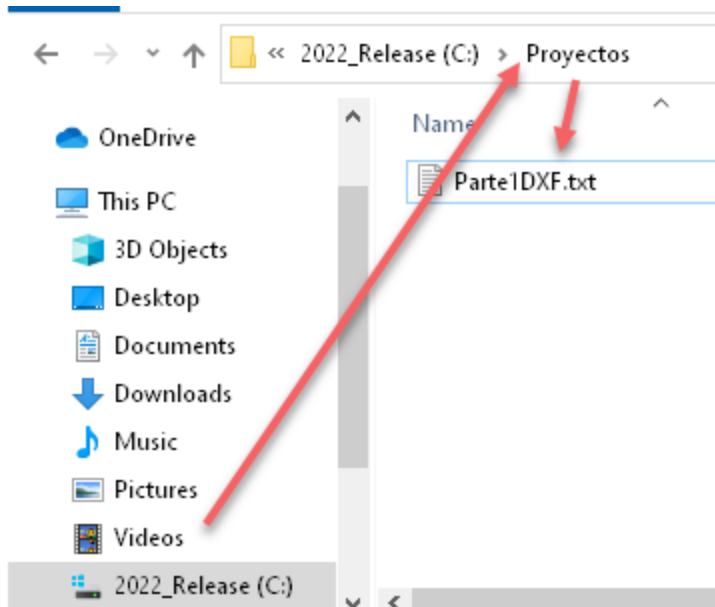 « 2022_Release (C:) > Proyectos
OneDrive
This PC
3D Objects
Desktop
Documents
Downloads
Music
Pictures
Videos
2022_Release (C:)
Name
Parte1DXF.txt